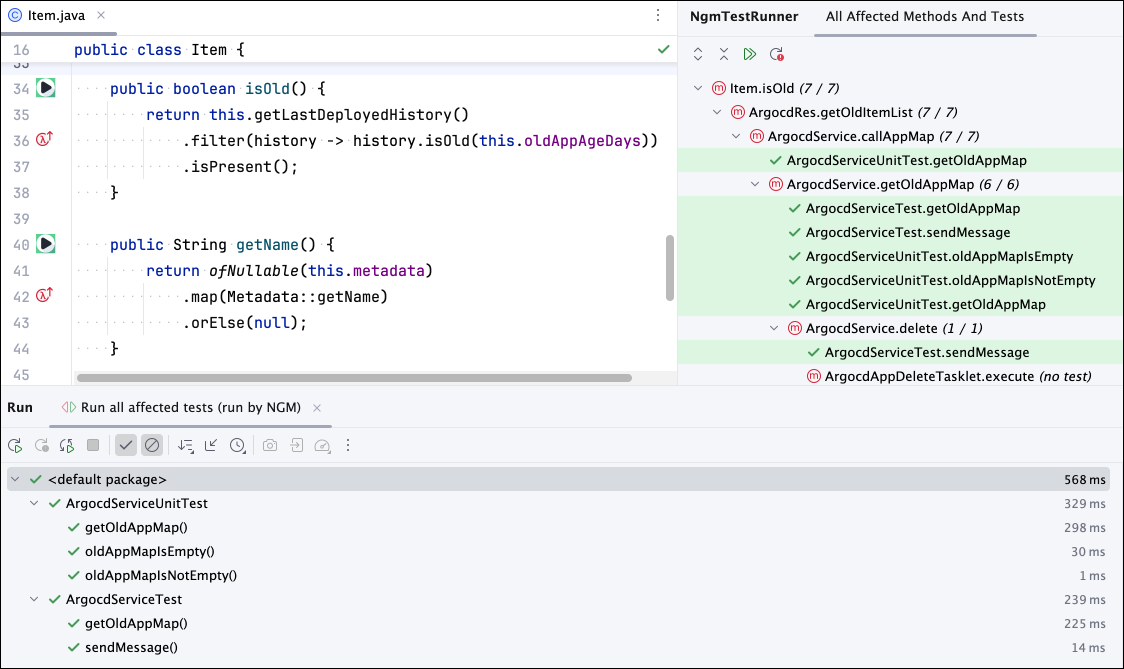 Item.java
16 public class Item {
33
34 public boolean isOld() {
35 return this.getLastDeployedHistory()
36 .filter(history -> history.isOld(this.oldAppAgeDays))
37 .isPresent();
38 }
39
40 public String getName() {
41 return ofNullable(this.metadata)
42 .map(Metadata::getName)
43 .orElse(null);
44 }
45
NgmTestRunner All Affected Methods And Tests
Item.isOld (7 / 7)
ArgocdRes.getOldItemList (7 / 7)
ArgocdService.callAppMap (7 / 7)
ArgocdServiceUnitTest.getOldAppMap
ArgocdService.getOldAppMap (6 / 6)
ArgocdServiceTest.getOldAppMap
ArgocdServiceTest.sendMessage
ArgocdServiceUnitTest.oldAppMapIsEmpty
ArgocdServiceUnitTest.oldAppMapIsNotEmpty
ArgocdServiceUnitTest.getOldAppMap
ArgocdService.delete (1 / 1)
ArgocdServiceTest.sendMessage
ArgocdAppDeleteTasklet.execute (no test)
Run Run all affected tests (run by NGM)
<default package> 568 ms
ArgocdServiceUnitTest 329 ms
getOldAppMap() 298 ms
oldAppMapIsEmpty() 30 ms
oldAppMapIsNotEmpty() 1 ms
ArgocdServiceTest 239 ms
getOldAppMap() 225 ms
sendMessage() 14 ms